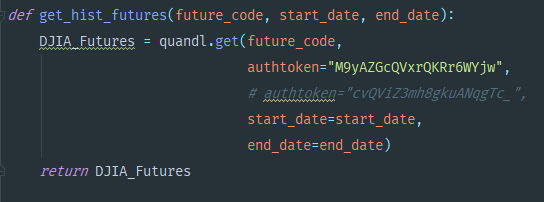 def get_hist_futures(future_code, start_date, end_date):
DJIA_Futures = quandl.get(future_code,
authtoken="M9yAZGcQVxrQKRr6WYjw",
# authtoken="cvQViZ3mh8gkuANqgTc_",
start_date=start_date,
end_date=end_date)
return DJIA_Futures